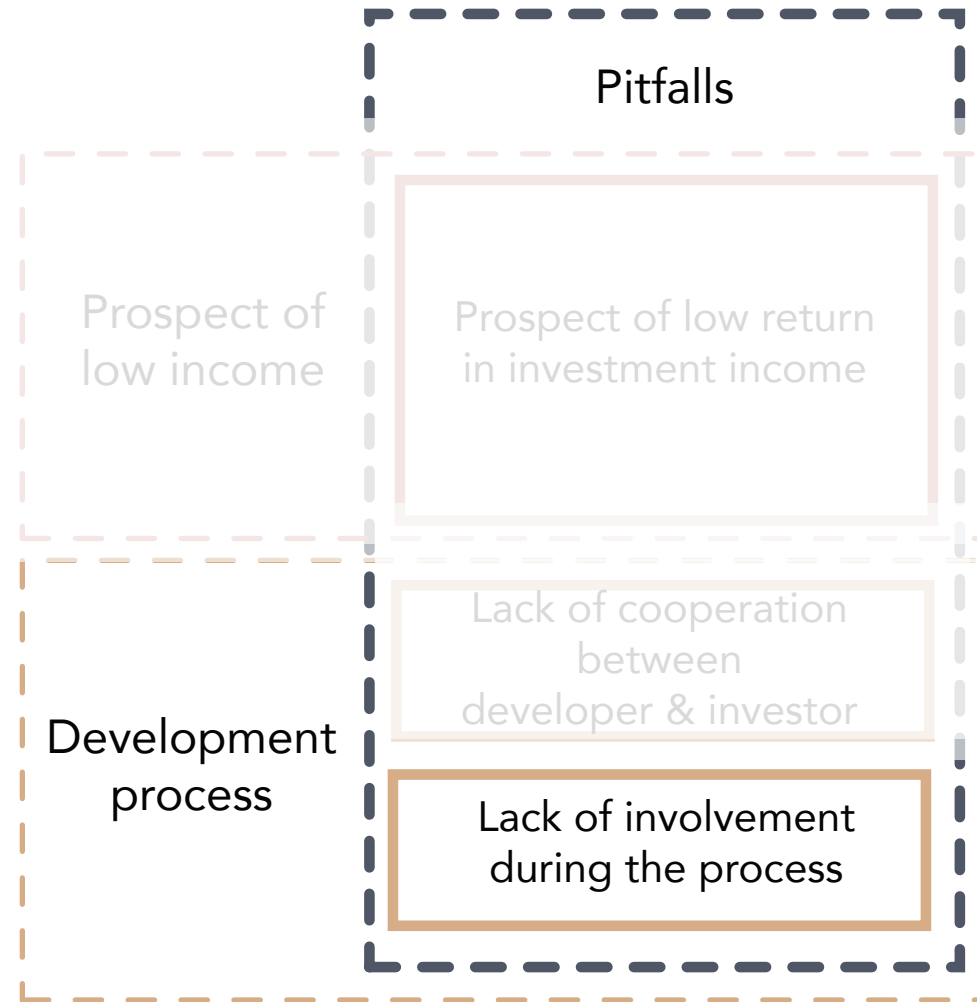 Pitfalls
Prospect of
low income
Prospect of low return
in investment income
Lack of cooperation
between
developer & investor
Development
process
Lack of involvement
during the process